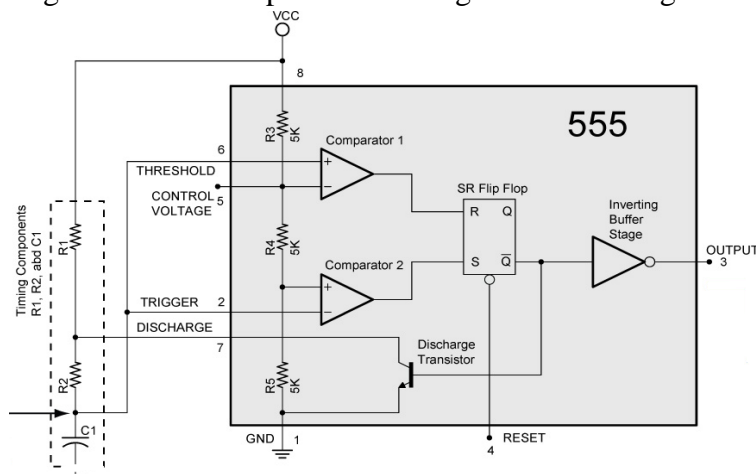 VCC
8
555
R3
5K
Comparator 1
6
+
THRESHOLD
−
CONTROL
VOLTAGE
5
SR Flip Flop
R Q
S Q̅
Inverting
Buffer
Stage
OUTPUT
3
Timing Components
R1, R2, abd C1
R1
R4
5K
Comparator 2
+
TRIGGER
2
−
DISCHARGE
7
Discharge
Transistor
R2
R5
5K
C1
GND
1
RESET
4